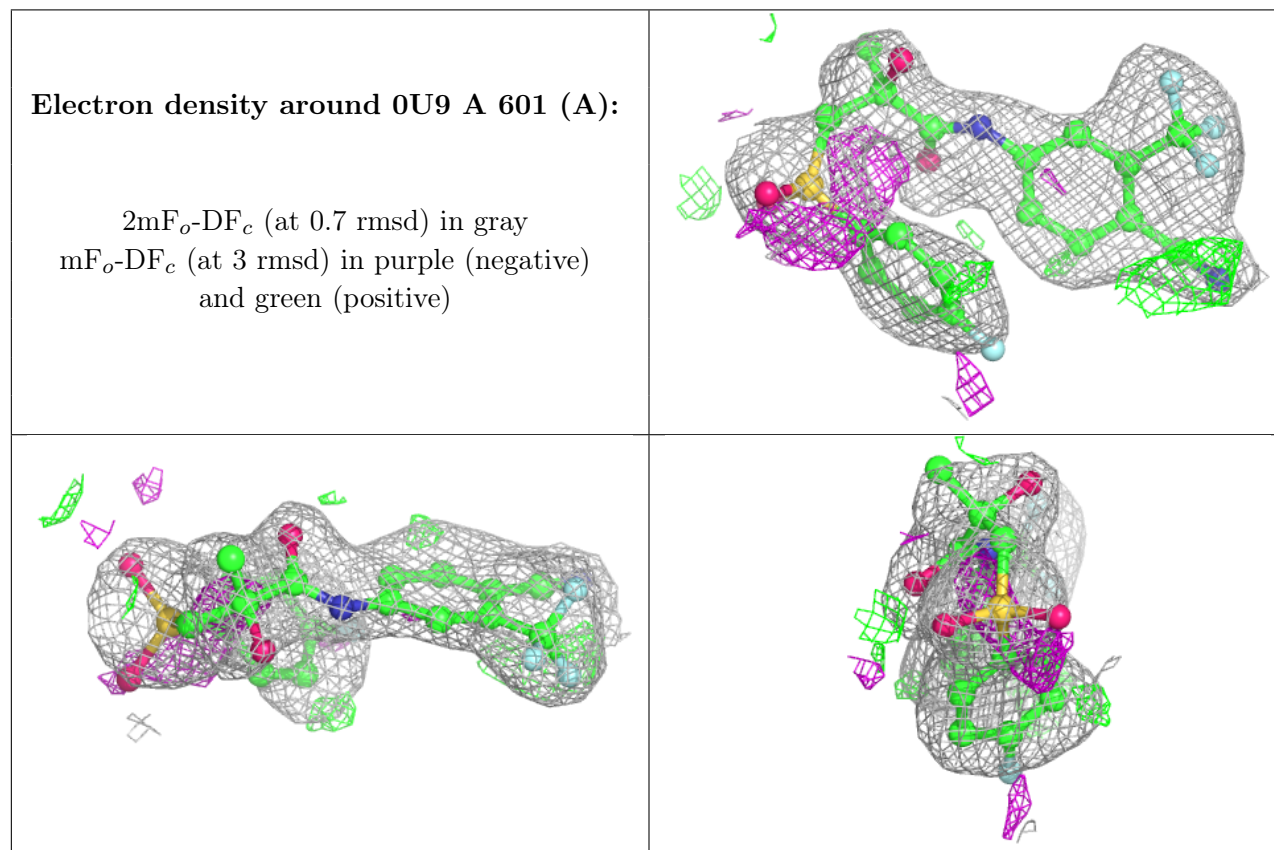 Electron density around 0U9 A 601 (A):
2mFo-DFc (at 0.7 rmsd) in gray
mFo-DFc (at 3 rmsd) in purple (negative)
and green (positive)